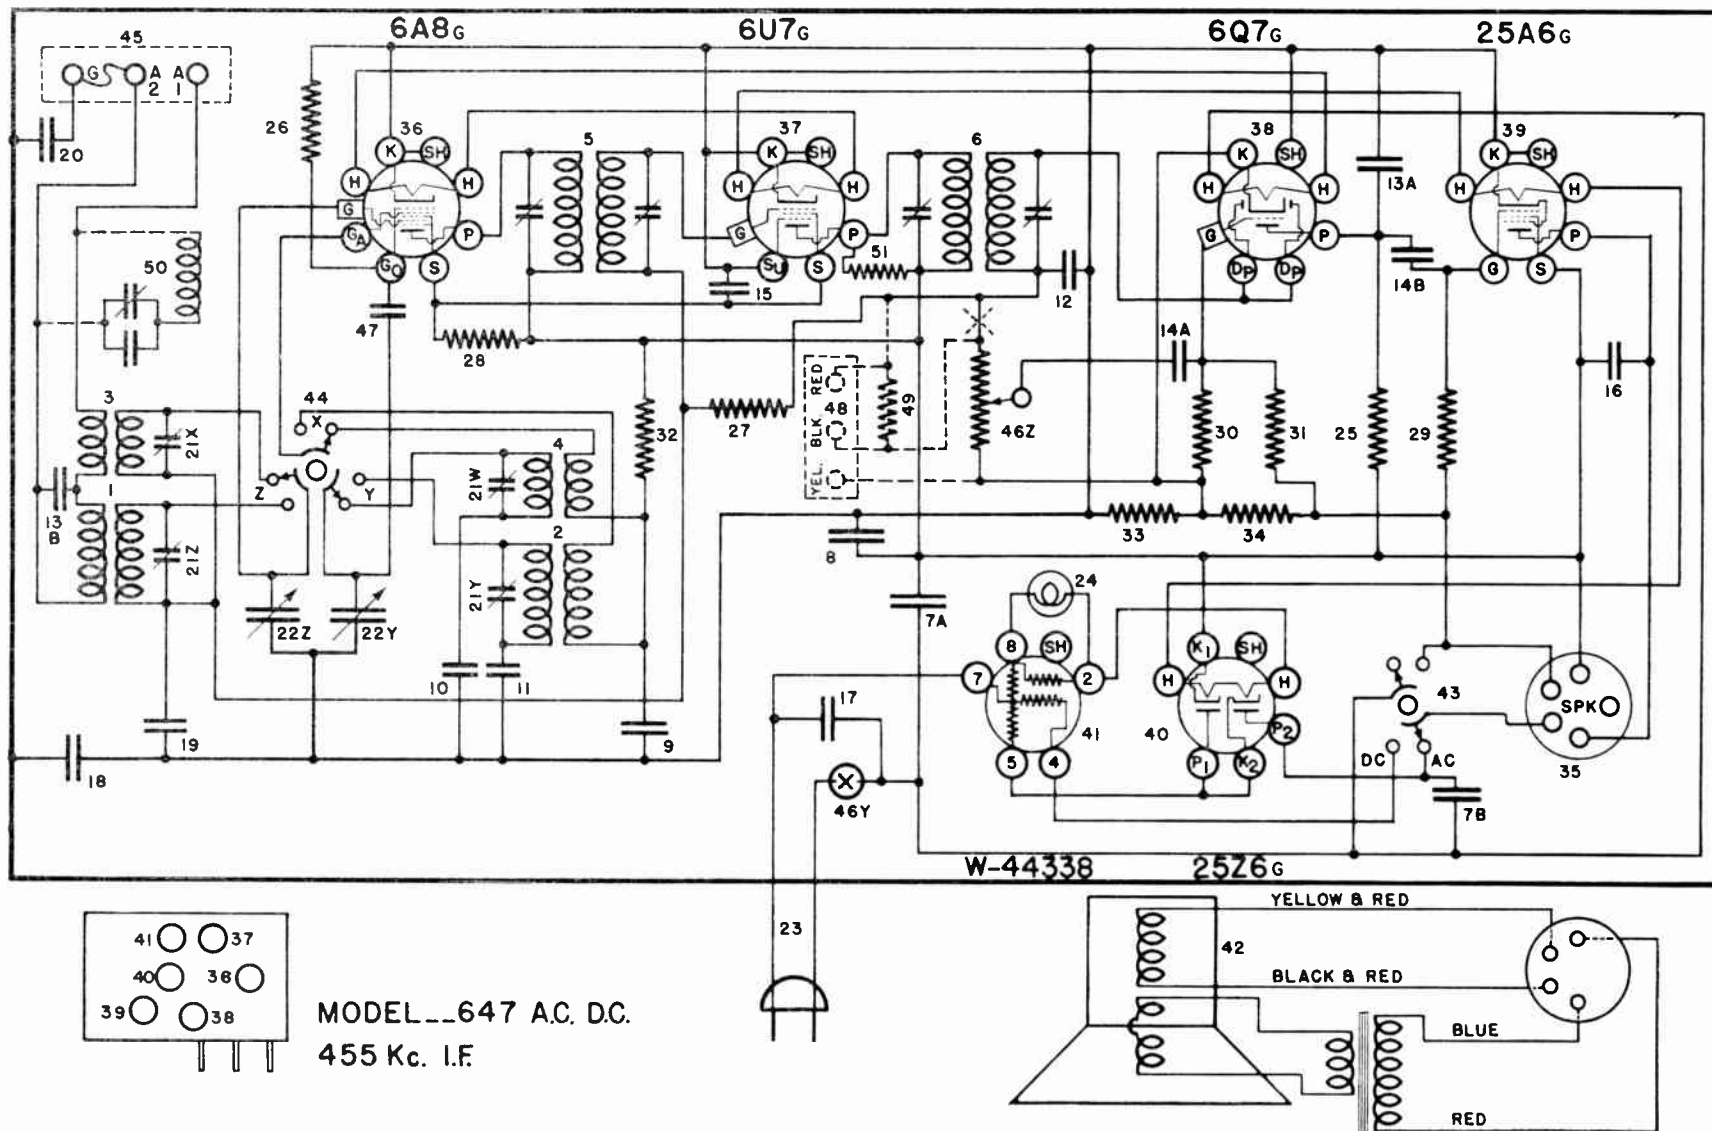 6A8G 6U7G 6Q7G 25A6G
45
G A 2 A 1
20 26 36 5 37 6 38 39
K SH K SH K SH K SH
H H H H H H H H
G P G P G P P
GA GO S SU S DP DP G S
50 47 15 51 12 13A 14B
28 14A 16
3 44 X 27 RED 48 BLK. YEL. 49 46Z 30 31 25 29
21X 32 4
1 Z Y 21W
13B 2 33 34
21Z 21Y 8
22Z 22Y 7A 24
8 SH K1 SH
7 2 H H 43
10 11 17 SPK
19 9 41 40 P2
18 5 4 P1 K2 DC AC 35
46Y 7B
W-44338 25Z6G
YELLOW & RED
41 37 23 42
40 36 BLACK & RED
39 38 MODEL__647 A.C. D.C.
455 Kc. I.F.
BLUE
RED